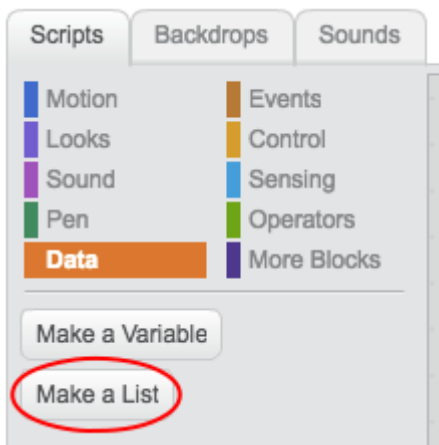 Scripts Backdrops Sounds
Motion Events
Looks Control
Sound Sensing
Pen Operators
Data More Blocks
Make a Variable
Make a List